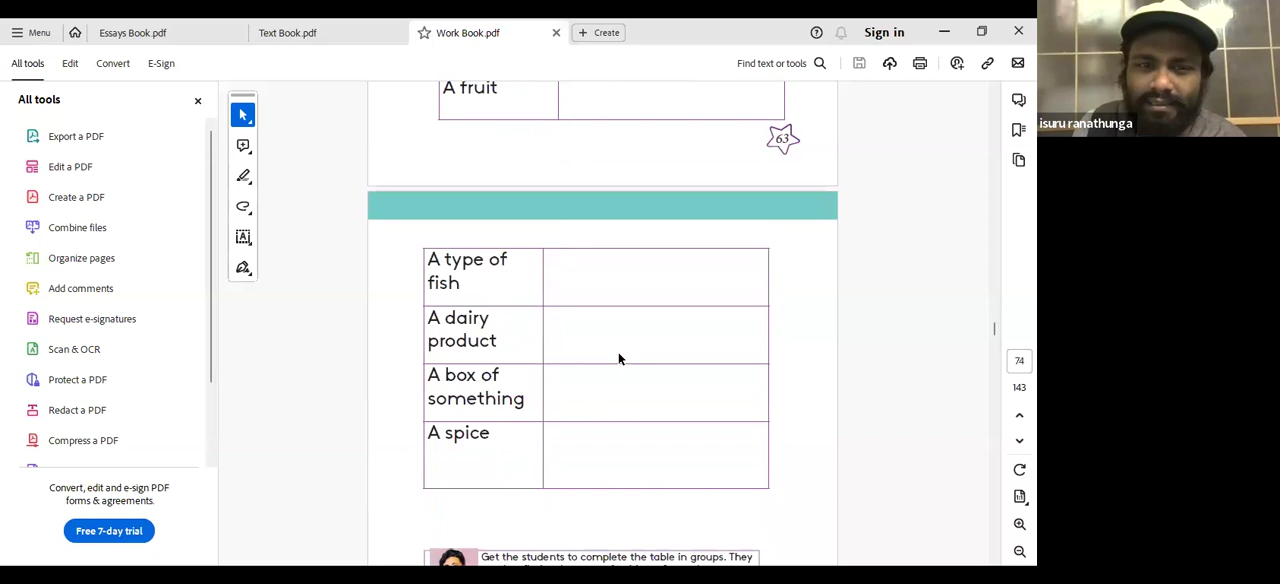 Menu
Essays Book.pdf
Text Book.pdf
Work Book.pdf
Create
Sign in
All tools
Edit
Convert
E-Sign
Find text or tools
All tools
Export a PDF
Edit a PDF
Create a PDF
Combine files
Organize pages
Add comments
Request e-signatures
Scan & OCR
Protect a PDF
Redact a PDF
Compress a PDF
Convert, edit and e-sign PDF
forms & agreements.
Free 7-day trial
A fruit
63
A type of
fish
A dairy
product
A box of
something
A spice
Get the students to complete the table in groups. They
74
143
isuru ranathunga